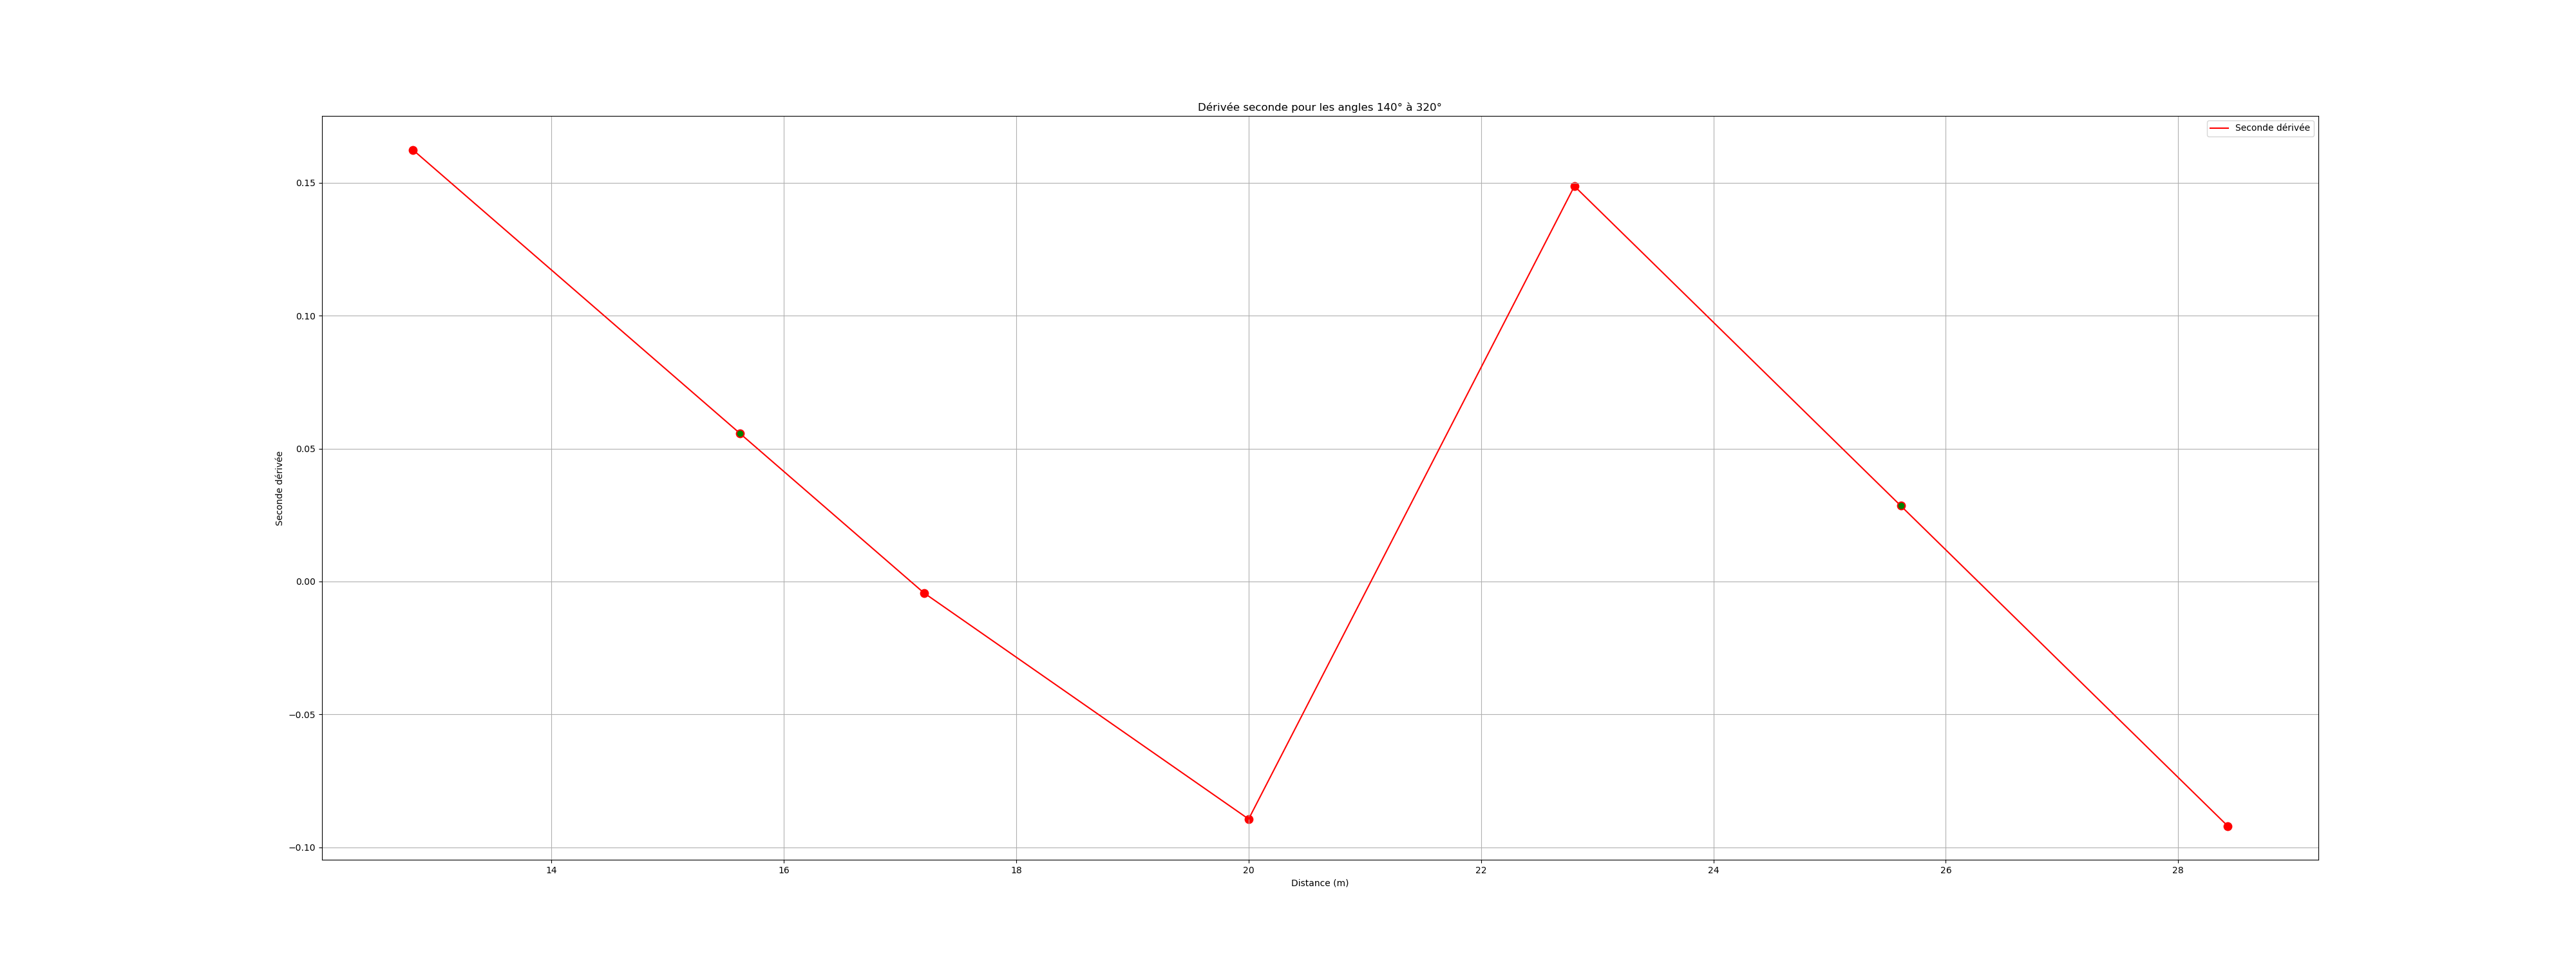 Dérivée seconde pour les angles 140° à 320°
Seconde dérivée
0.15
0.10
0.05
0.00
−0.05
−0.10
Seconde dérivée
14 16 18 20 22 24 26 28
Distance (m)